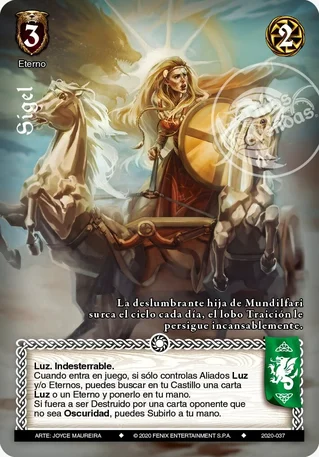 3
2
Eterno
Sigel
La deslumbrante hija de Mundilfari
surca el cielo cada día, el lobo Traición le
persigue incansablemente.
Luz. Indesterrable.
Cuando entra en juego, si sólo controlas Aliados Luz
y/o Eternos, puedes buscar en tu Castillo una carta
Luz o un Eterno y ponerlo en tu mano.
Si fuera a ser Destruido por una carta oponente que
no sea Oscuridad, puedes Subirlo a tu mano.
ARTE: JOYCE MAUREIRA ◆ © 2020 FENIX ENTERTAINMENT S.P.A. ◆ 2020-037